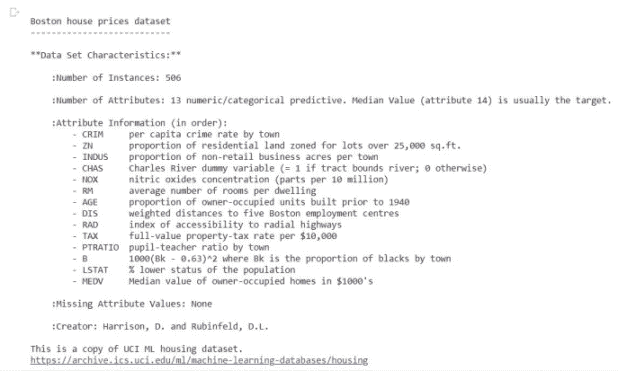 Boston house prices dataset
---------------------------
**Data Set Characteristics:**
:Number of Instances: 506
:Number of Attributes: 13 numeric/categorical predictive. Median Value (attribute 14) is usually the target.
:Attribute Information (in order):
- CRIM per capita crime rate by town
- ZN proportion of residential land zoned for lots over 25,000 sq.ft.
- INDUS proportion of non-retail business acres per town
- CHAS Charles River dummy variable (= 1 if tract bounds river; 0 otherwise)
- NOX nitric oxides concentration (parts per 10 million)
- RM average number of rooms per dwelling
- AGE proportion of owner-occupied units built prior to 1940
- DIS weighted distances to five Boston employment centres
- RAD index of accessibility to radial highways
- TAX full-value property-tax rate per $10,000
- PTRATIO pupil-teacher ratio by town
- B 1000(Bk - 0.63)^2 where Bk is the proportion of blacks by town
- LSTAT % lower status of the population
- MEDV Median value of owner-occupied homes in $1000's
:Missing Attribute Values: None
:Creator: Harrison, D. and Rubinfeld, D.L.
This is a copy of UCI ML housing dataset.
https://archive.ics.uci.edu/ml/machine-learning-databases/housing